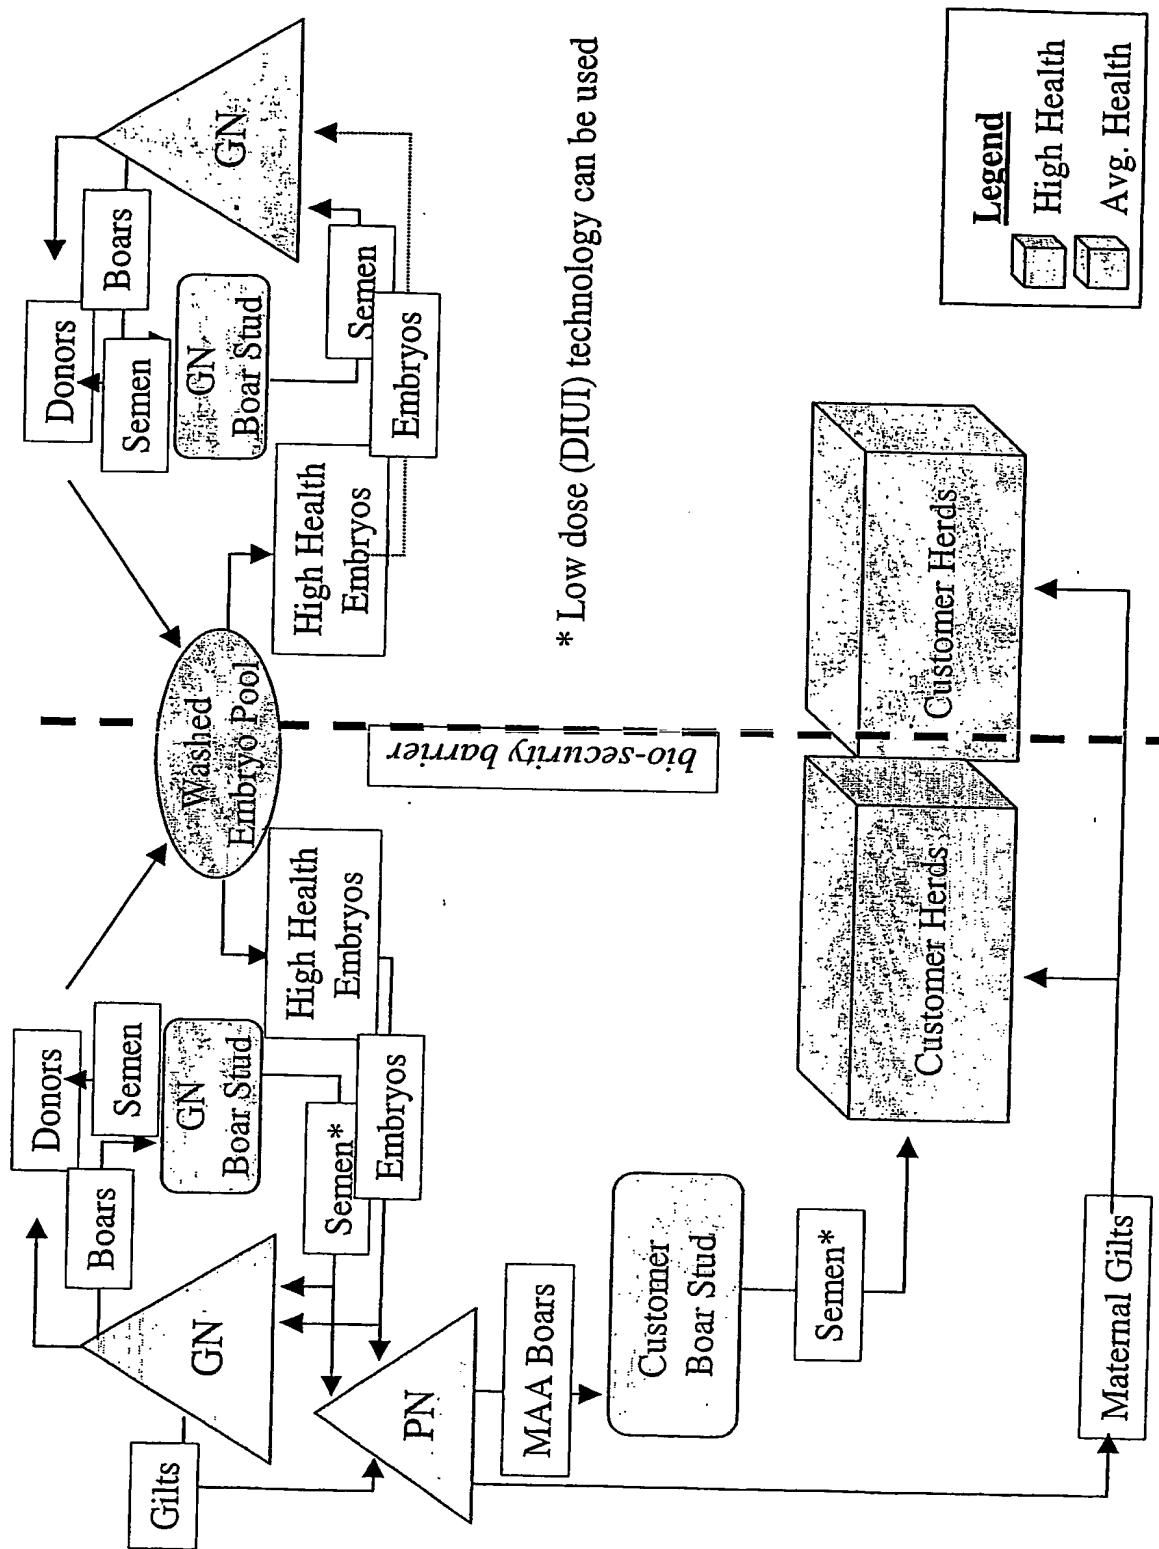 Donors
Semen
Boars
GN
Boar Stud
GN
Gilts
High Health
Embryos
Semen*
Embryos
PN
MAA Boars
Customer
Boar Stud
Semen*
Maternal Gilts
Customer Herds
Washed
Embryo Pool
bio-security barrier
Donors
Boars
Semen
GN
Boar Stud
GN
High Health
Embryos
Semen
Embryos
* Low dose (DIUI) technology can be used
Customer Herds
Legend
High Health
Avg. Health